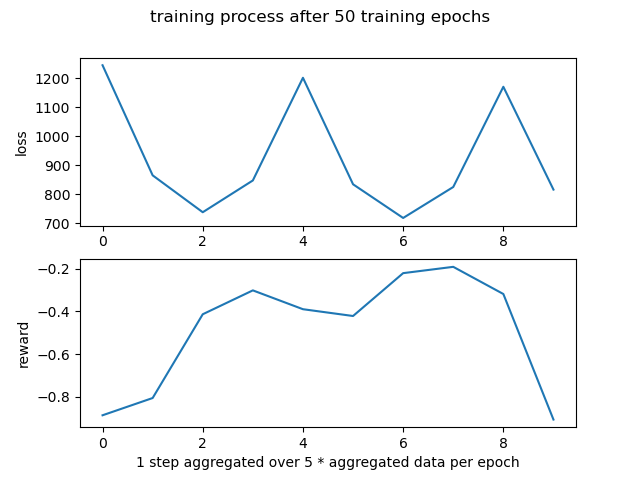 training process after 50 training epochs
1200
1100
1000
900
800
700
loss
0 2 4 6 8
−0.2
−0.4
−0.6
−0.8
reward
0 2 4 6 8
1 step aggregated over 5 * aggregated data per epoch